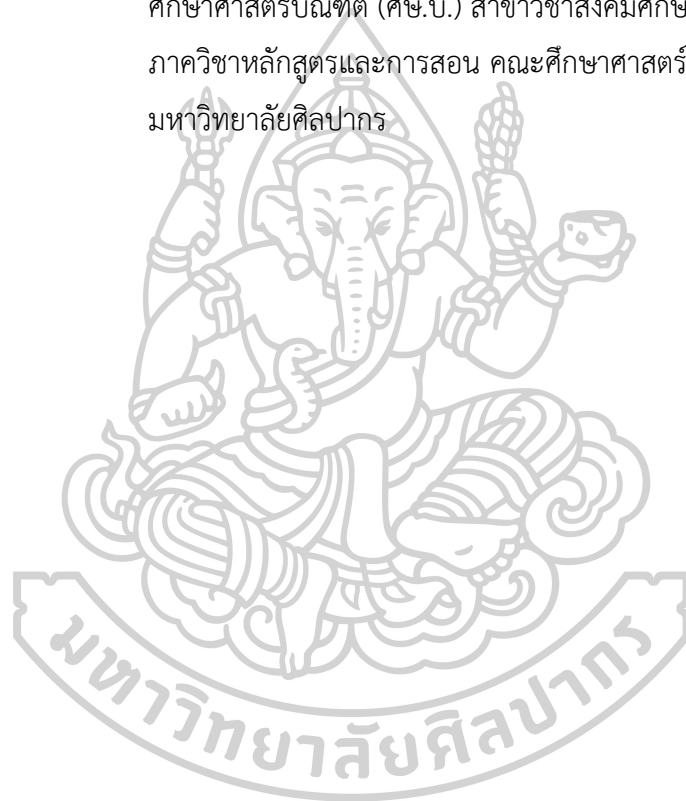 ศึกษาศาสตรบัณฑิต (ศษ.บ.) สาขาวิชาสังคมศึกษ
ภาควิชาหลักสูตรและการสอน คณะศึกษาศาสตร์
มหาวิทยาลัยศิลปากร
มหาวิทยาลัยศิลปากร